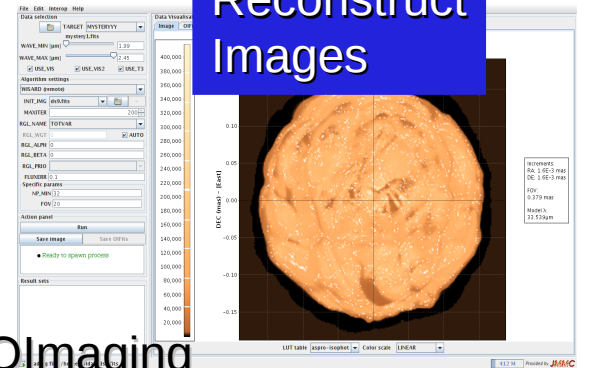 Reconstruct
Images
File Edit Interop Help
Data selection
TARGET MYSTERYYY
mystery1.fits
WAVE_MIN [µm] 1.99
WAVE_MAX [µm] 2.45
USE_VIS USE_VIS2 USE_T3
Algorithm settings
WISARD (remote)
INIT_IMG ds9.fits
MAXITER 200
RGL_NAME TOTVAR
RGL_WGT AUTO
RGL_ALPH 0
RGL_BETA 0
RGL_PRIO
FLUXERR 0.1
Specific params
NP_MIN 32
FOV 20
Action panel
Run
Save image Save OIFits
Ready to spawn process
Result sets
Data Visualisa
Image OIFi
400,000
380,000
360,000
340,000
320,000
300,000
280,000
260,000
240,000
220,000
200,000
180,000
160,000
140,000
120,000
100,000
80,000
60,000
40,000
20,000
DEC (mas) - [East]
0.10
0.05
0.00
-0.05
-0.10
-0.15
Increments
RA: 1.6E-3 mas
DE: 1.6E-3 mas
FOV:
0.379 mas
Model λ:
33.539µm
LUT table aspro-isophot Color scale LINEAR
OImaging
412 M Provided by JMMC